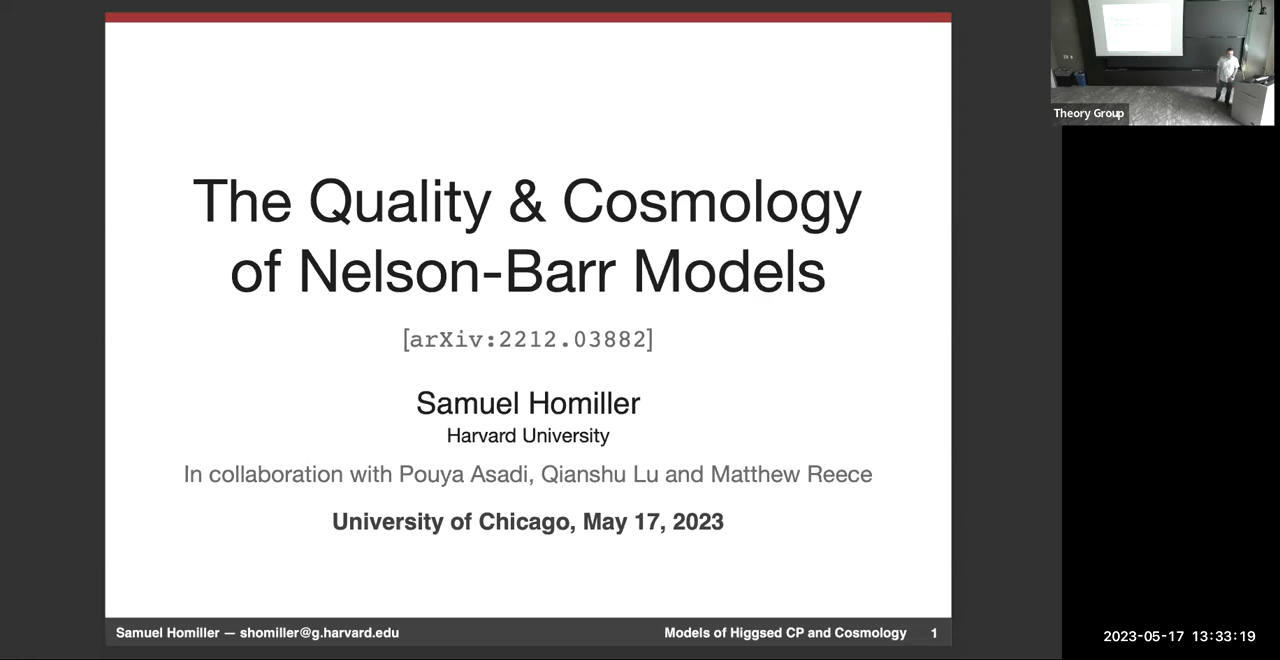 The Quality & Cosmology
of Nelson-Barr Models
[arXiv:2212.03882]
Samuel Homiller
Harvard University
In collaboration with Pouya Asadi, Qianshu Lu and Matthew Reece
University of Chicago, May 17, 2023
Samuel Homiller — shomiller@g.harvard.edu
Models of Higgsed CP and Cosmology 1
Theory Group
2023-05-17 13:33:19